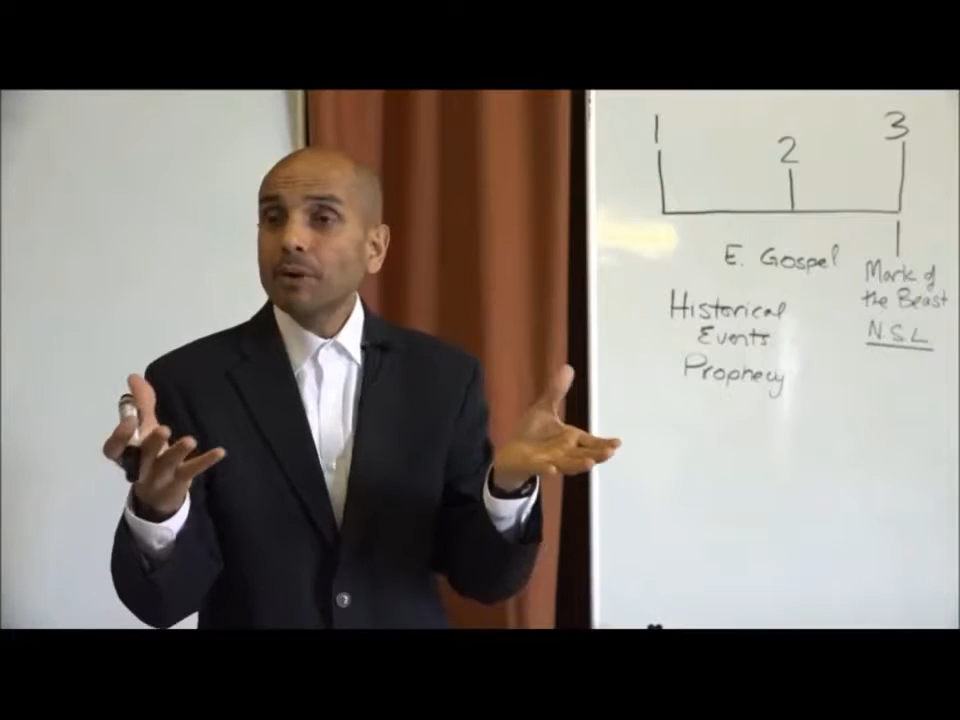 1
2
3
E. Gospel
Mark of
the Beast
N.S.L
Historical
Events
Prophecy